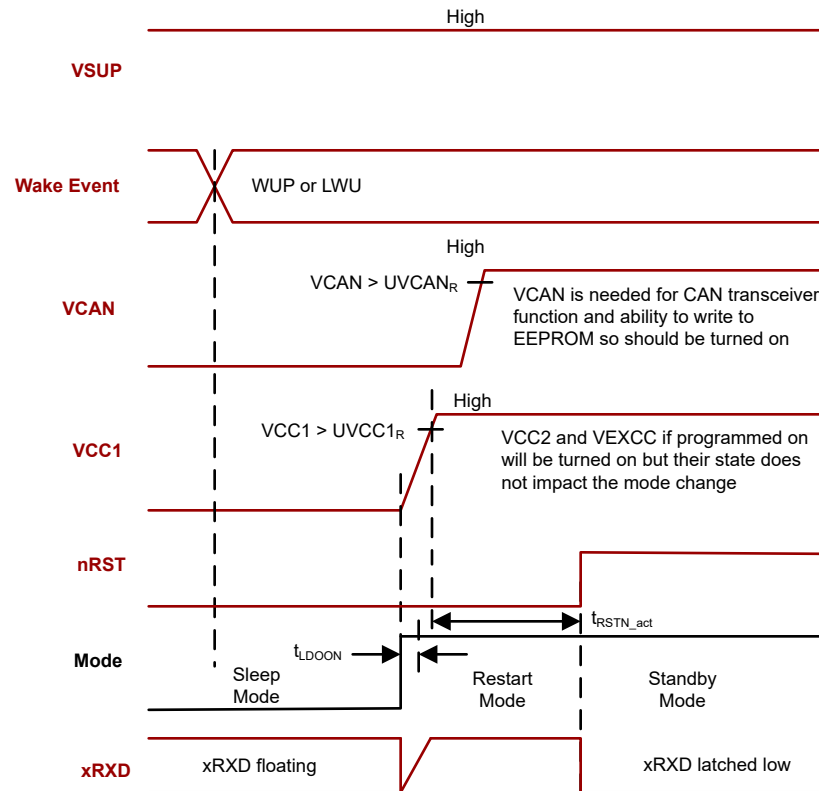 High
VSUP
Wake Event
WUP or LWU
High
VCAN > UVCANR
VCAN
VCAN is needed for CAN transceiver
function and ability to write to
EEPROM so should be turned on
High
VCC1 > UVCC1R
VCC1
VCC2 and VEXCC if programmed on
will be turned on but their state does
not impact the mode change
nRST
tRSTN_act
Mode
tLDOON
Sleep
Mode
Restart
Mode
Standby
Mode
xRXD
xRXD floating
xRXD latched low